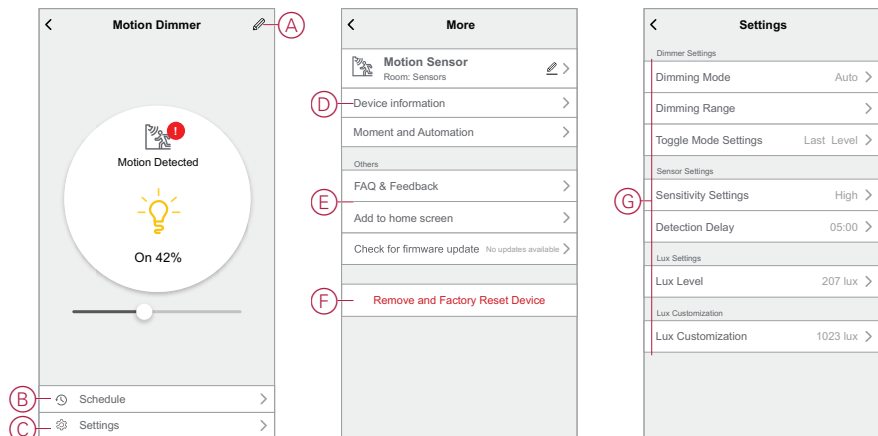 Motion Dimmer
A
!
Motion Detected
On 42%
B
Schedule
C
Settings
More
Motion Sensor
Room: Sensors
D
Device information
Moment and Automation
Others
E
FAQ & Feedback
Add to home screen
Check for firmware update No updates available
F
Remove and Factory Reset Device
Settings
Dimmer Settings
Dimming Mode Auto
Dimming Range
Toggle Mode Settings Last Level
Sensor Settings
G
Sensitivity Settings High
Detection Delay 05:00
Lux Settings
Lux Level 207 lux
Lux Customization
Lux Customization 1023 lux